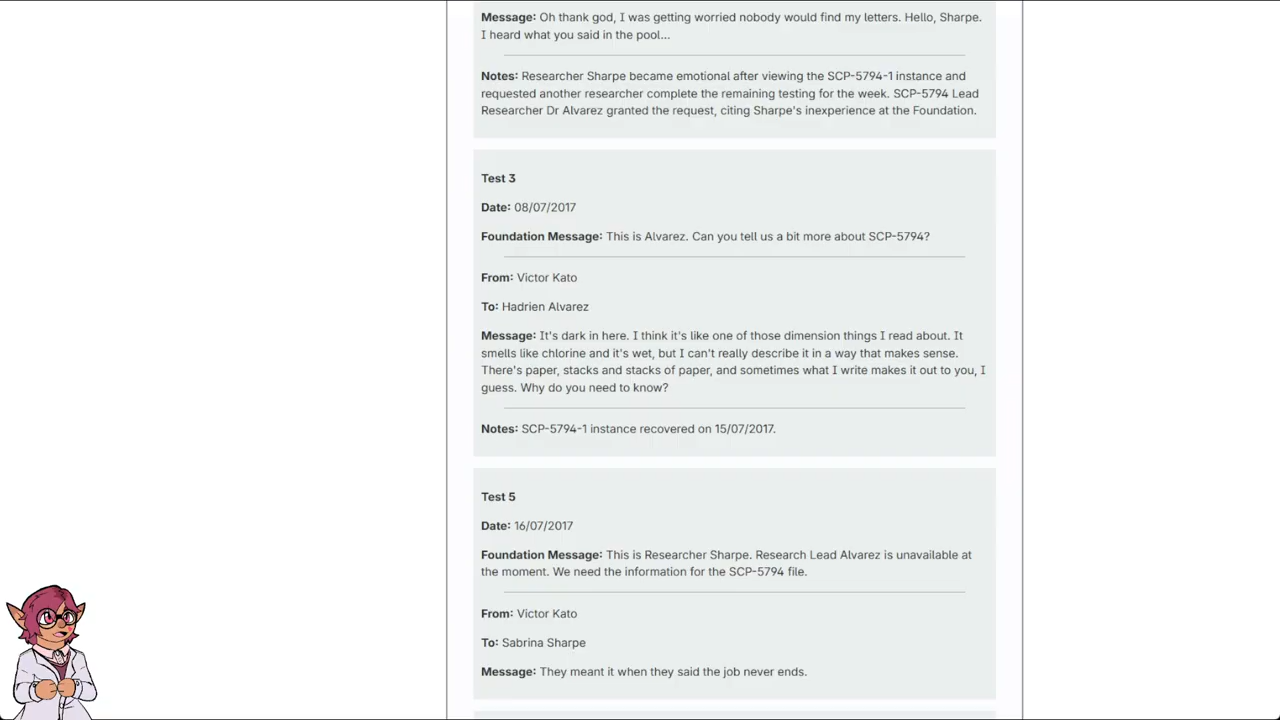 Message: Oh thank god, I was getting worried nobody would find my letters. Hello, Sharpe.
I heard what you said in the pool...
Notes: Researcher Sharpe became emotional after viewing the SCP-5794-1 instance and
requested another researcher complete the remaining testing for the week. SCP-5794 Lead
Researcher Dr Alvarez granted the request, citing Sharpe's inexperience at the Foundation.
Test 3
Date: 08/07/2017
Foundation Message: This is Alvarez. Can you tell us a bit more about SCP-5794?
From: Victor Kato
To: Hadrien Alvarez
Message: It's dark in here. I think it's like one of those dimension things I read about. It
smells like chlorine and it's wet, but I can't really describe it in a way that makes sense.
There's paper, stacks and stacks of paper, and sometimes what I write makes it out to you, I
guess. Why do you need to know?
Notes: SCP-5794-1 instance recovered on 15/07/2017.
Test 5
Date: 16/07/2017
Foundation Message: This is Researcher Sharpe. Research Lead Alvarez is unavailable at
the moment. We need the information for the SCP-5794 file.
From: Victor Kato
To: Sabrina Sharpe
Message: They meant it when they said the job never ends.